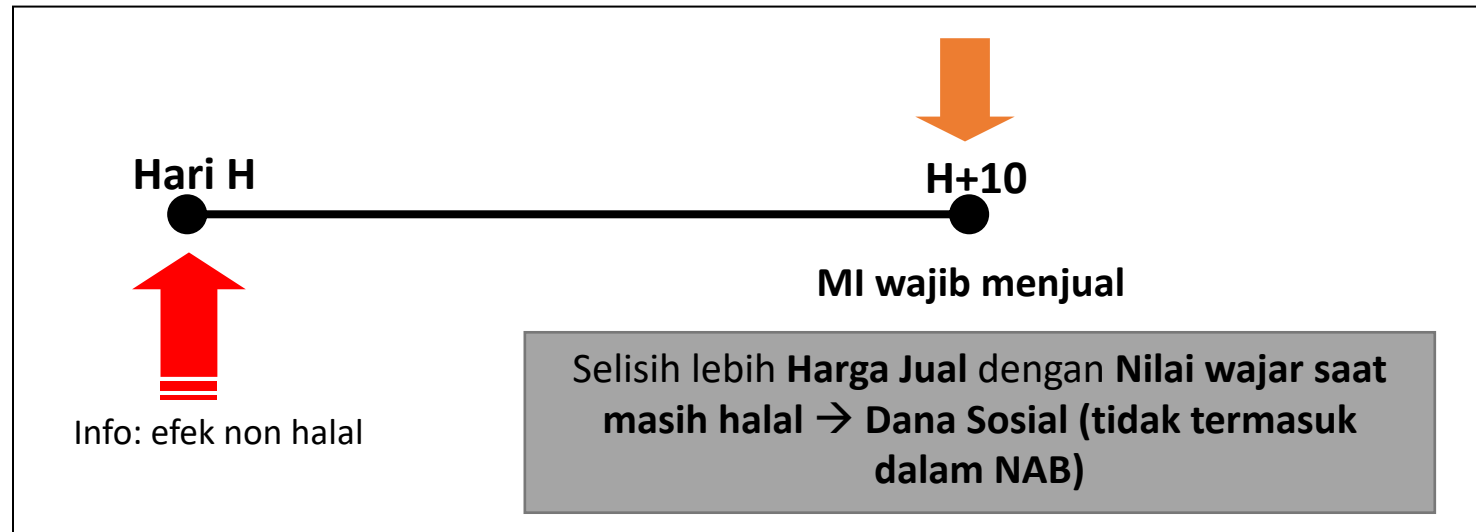 Hari H
H+10
MI wajib menjual
Info: efek non halal
Selisih lebih Harga Jual dengan Nilai wajar saat
masih halal → Dana Sosial (tidak termasuk
dalam NAB)